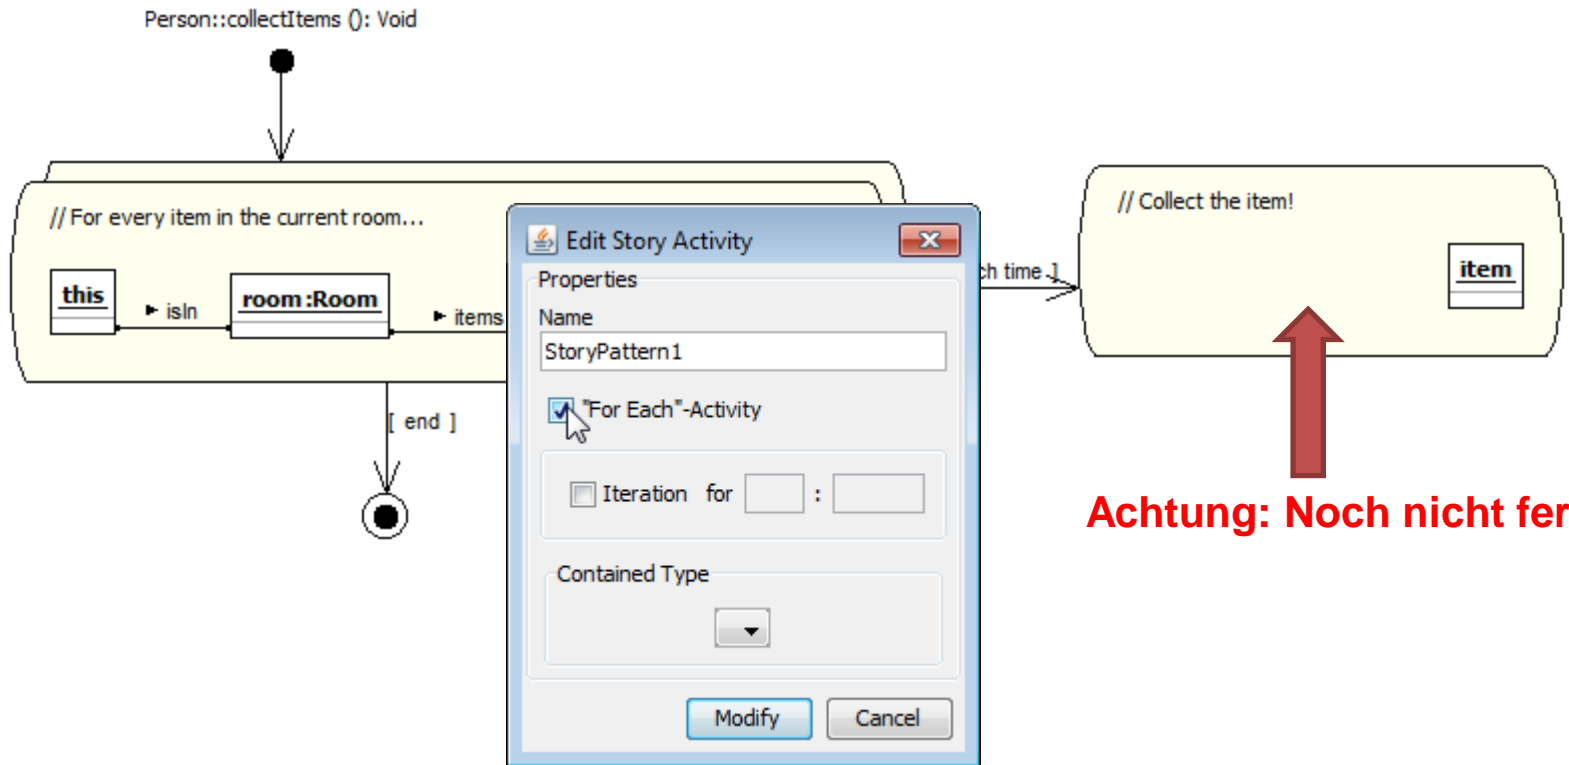 Person::collectItems (): Void
// For every item in the current room...
this
isIn
room :Room
items
[ end ]
Edit Story Activity
Properties
Name
StoryPattern1
"For Each"-Activity
Iteration for :
Contained Type
Modify Cancel
ch time ]
// Collect the item!
item
Achtung: Noch nicht fer